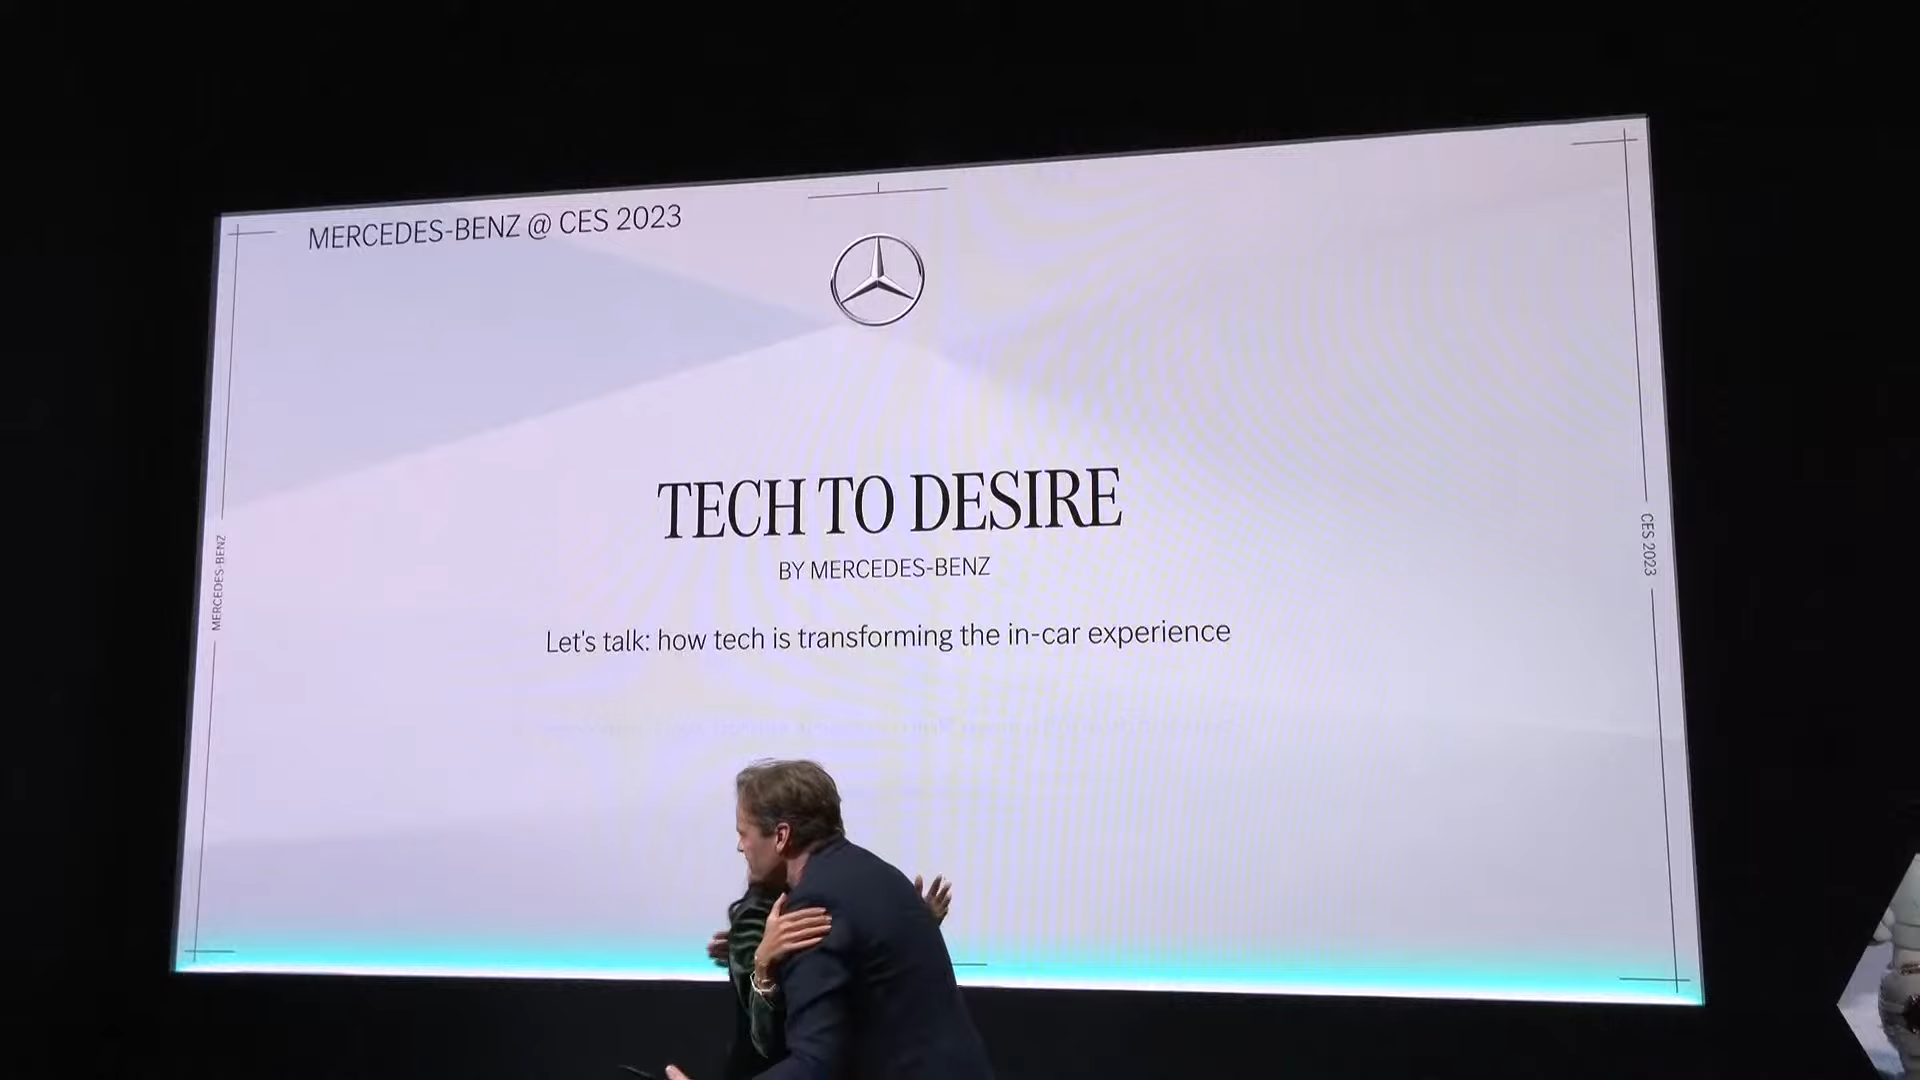 MERCEDES-BENZ @ CES 2023
TECH TO DESIRE
BY MERCEDES-BENZ
Let's talk: how tech is transforming the in-car experience
MERCEDES-BENZ
CES 2023